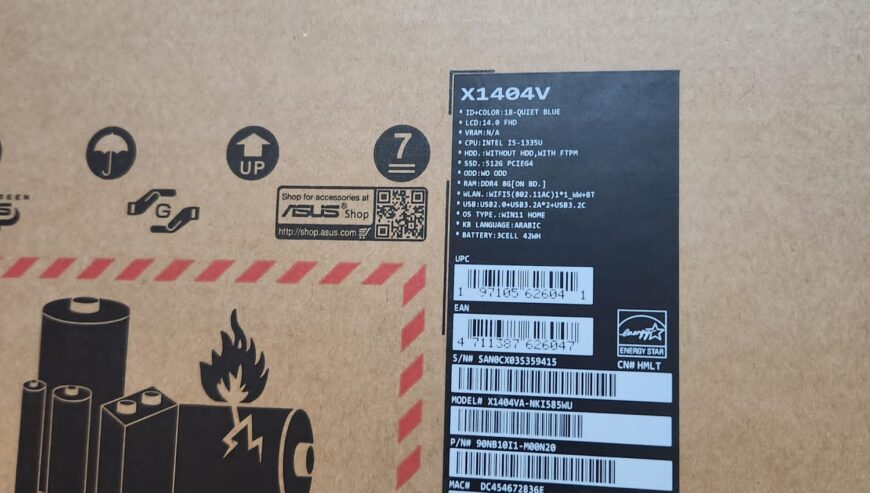 X1404V
* ID+COLOR:1B-QUIET BLUE
* LCD:14.0 FHD
* VRAM:N/A
* CPU:INTEL I5-1335U
* HDD.:WITHOUT HDD,WITH FTPM
* SSD.:512G PCIEG4
* ODD:WO ODD
* RAM:DDR4 8G[ON BD.]
* WLAN.:WIFI5(802.11AC)1*1_WW+BT
* USB:USB2.0+USB3.2A*2+USB3.2C
* OS TYPE.:WIN11 HOME
* KB LANGUAGE:ARABIC
* BATTERY:3CELL 42WH
UP
7
G
Shop for accessories at
ASUS® Shop
http://shop.asus.com
UPC
1 97105 62604 1
EAN
4 711387 626047
energy
ENERGY STAR
S/N# SAN0CX03S359415
CN# HMLT
MODEL# X1404VA-NKI585WU
P/N# 90NB10I1-M00N20
MAC# DC454672836E